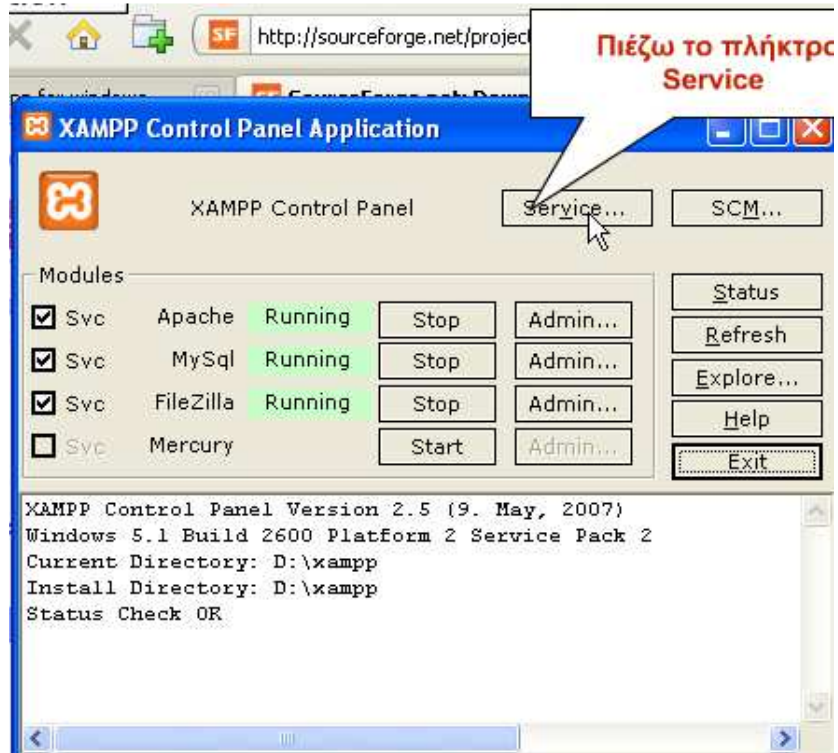 http://sourceforge.net/projec
Πιέζω το πλήκτρο
Service
XAMPP Control Panel Application
XAMPP Control Panel
Service...
SCM...
Modules
Svc Apache Running Stop Admin...
Svc MySql Running Stop Admin...
Svc FileZilla Running Stop Admin...
Svc Mercury Start Admin...
Status
Refresh
Explore...
Help
Exit
XAMPP Control Panel Version 2.5 (9. May, 2007)
Windows 5.1 Build 2600 Platform 2 Service Pack 2
Current Directory: D:\xampp
Install Directory: D:\xampp
Status Check OK